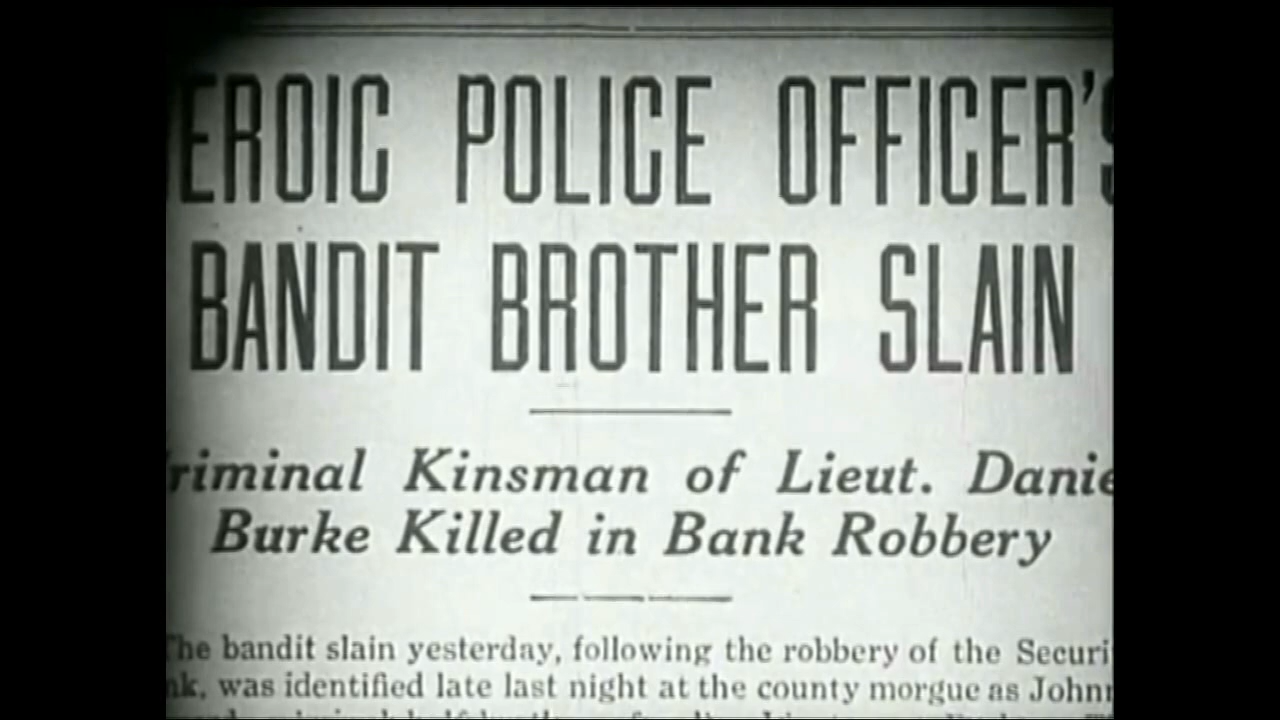 EROIC POLICE OFFICER'S
BANDIT BROTHER SLAIN
riminal Kinsman of Lieut. Danie
Burke Killed in Bank Robbery
The bandit slain yesterday, following the robbery of the Securi
nk, was identified late last night at the county morgue as John